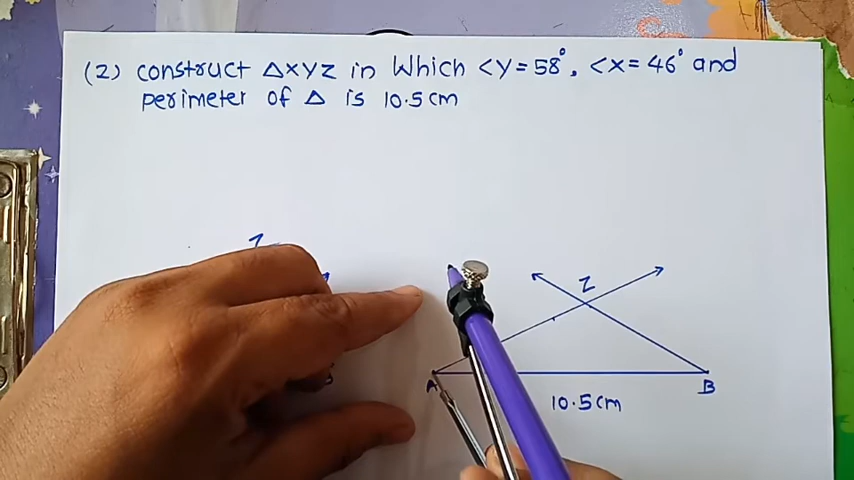 (2) construct △XYZ in which <Y = 58°, <X = 46° and
perimeter of △ is 10.5 cm
Z
Z
A
B
10.5 cm